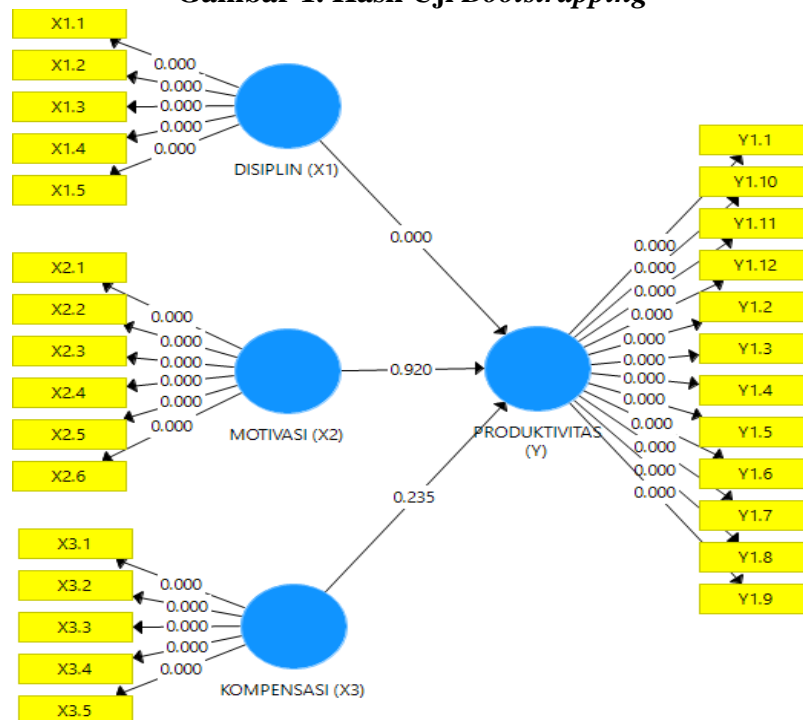 Gambar 1. Hasil Uji Bootstrapping
X1.1
X1.2
X1.3
X1.4
X1.5
0.000
0.000
0.000
0.000
0.000
DISIPLIN (X1)
0.000
X2.1
X2.2
X2.3
X2.4
X2.5
X2.6
0.000
0.000
0.000
0.000
0.000
0.000
MOTIVASI (X2)
0.920
X3.1
X3.2
X3.3
X3.4
X3.5
0.000
0.000
0.000
0.000
0.000
KOMPENSASI (X3)
0.235
PRODUKTIVITAS
(Y)
0.000
0.000
0.000
0.000
0.000
0.000
0.000
0.000
0.000
0.000
0.000
0.000
Y1.1
Y1.10
Y1.11
Y1.12
Y1.2
Y1.3
Y1.4
Y1.5
Y1.6
Y1.7
Y1.8
Y1.9